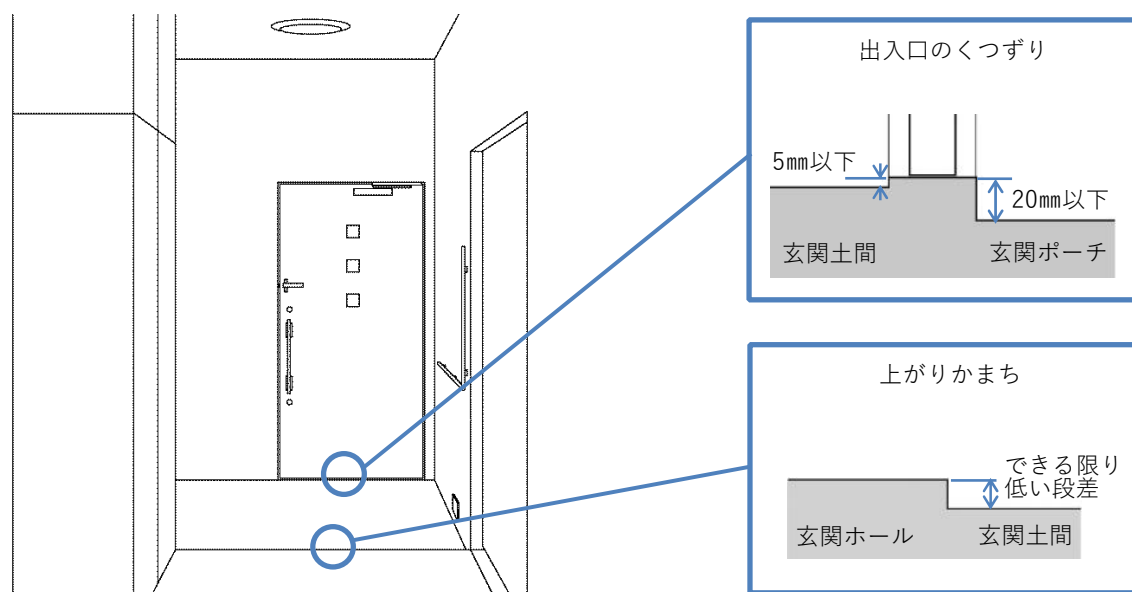 出入口のくつずり
5㎜以下
20㎜以下
玄関土間
玄関ポーチ
上がりかまち
できる限り
低い段差
玄関ホール
玄関土間